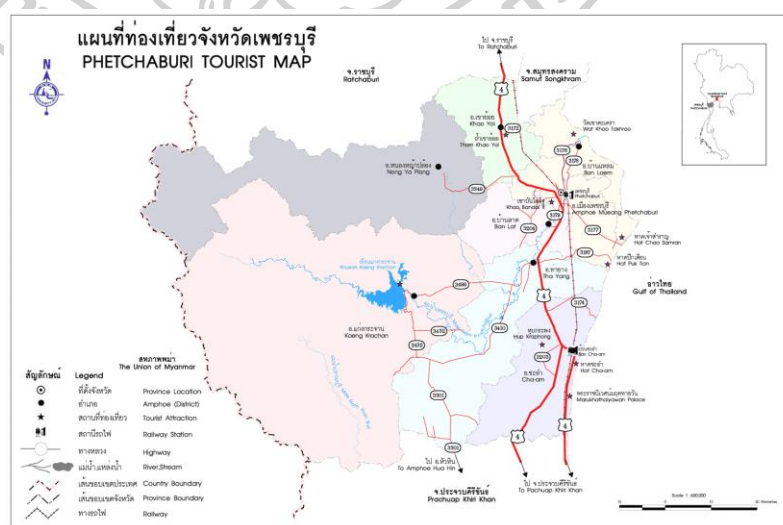 แผนที่ท่องเที่ยวจังหวัดเพชรบุรี
PHETCHABURI TOURIST MAP
N
ไป จ.ราชบุรี
To Ratchaburi
จ.ราชบุรี
Ratchaburi
จ.สมุทรสงคราม
Samut Songkhram
4
อ.เขาย้อย
Khao Yoi
ถ้ำเขาย้อย
Tham Khao Yoi
วัดเขาตะเครา
Wat Khao Takhroo
3176
3178
อ.บ้านแหลม
Ban Laem
อ.หนองหญ้าปล้อง
Nong Ya Plong
3349
เขาบันไดอิฐ
Khao Bandai It
เพชรบุรี
Phetchaburi
อ.เมืองเพชรบุรี
Amphoe Mueang Phetchaburi
อ.บ้านลาด
Ban Lat
3204
3177
หาดเจ้าสำราญ
Hat Chao Samran
3187
หาดปึกเตียน
Hat Puk Tian
อ.ท่ายาง
Tha Yang
อ่าวไทย
Gulf of Thailand
เขื่อนแก่งกระจาน
Khuean Kaeng Krachan
3499
4
3174
อ.แก่งกระจาน
Kaeng Krachan
3432
3410
หุบกะพง
Hup Kraphong
3203
อ.ชะอำ
Cha-am
บ้านชะอำ
Ban Cha-am
หาดชะอำ
Hat Cha-am
พระราชนิเวศน์มฤคทายวัน
Marukhathaiyawan Palace
3301
3301
4
4
ไป อ.หัวหิน
To Amphoe Hua Hin
จ.ประจวบคีรีขันธ์
Prachuap Khiri Khan
ไป จ.ประจวบคีรีขันธ์
To Pachuap Khiri Khan
สหภาพพม่า
The Union of Myanmar
สัญลักษณ์ Legend
ที่ตั้งจังหวัด Province Location
อำเภอ Amphoe (District)
สถานที่ท่องเที่ยว Tourist Attraction
สถานีรถไฟ Railway Station
ทางหลวง Highway
แม่น้ำ,แหล่งน้ำ River,Stream
เส้นขอบเขตประเทศ Country Boundary
เส้นขอบเขตจังหวัด Province Boundary
ทางรถไฟ Railway